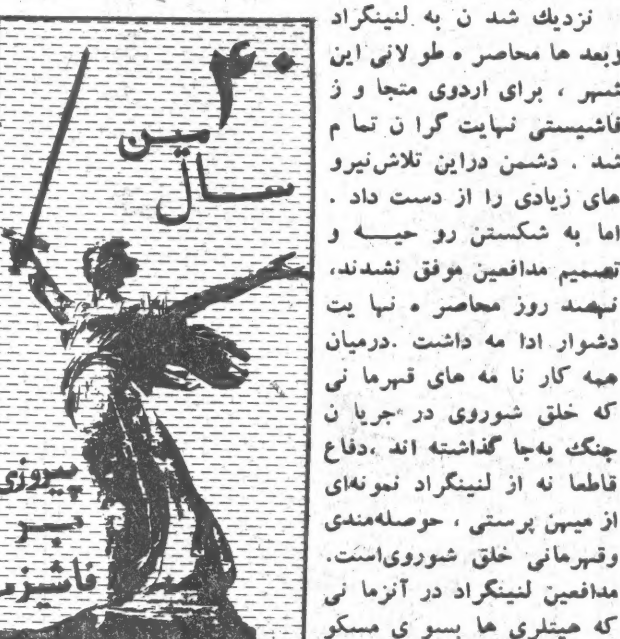 نزدیك شد ن به لنینگراد
وبعد ها محاصر ه طو لانی این
شهر ، برای اردوی متجا و ز
فاشیستی نهایت گرا ن تما م
شد . دشمن دراین تلاش‌نیرو
های زیادی را از دست داد .
اما به شکستن رو حیـــه و
تصمیم مدافعین موفق نشدند،
نهصد روز محاصر ه نها یت
دشوار ادا مه داشت .درمیان
همه کار نا مه های قهرما نی
که خلق شوروی در جریا ن
جنگ به‌جا گذاشته اند ،دفاع
قاطعا نه از لنینگراد نمونه‌ای
از میهن پرستی ، حوصله‌مندی
وقهرمانی خلق شوروی‌است.
مدافعین لنینگراد در آنزما نی
که هیتلری ها بسو ی مسکو
۴۰
مین
سال
پیروزی
بر